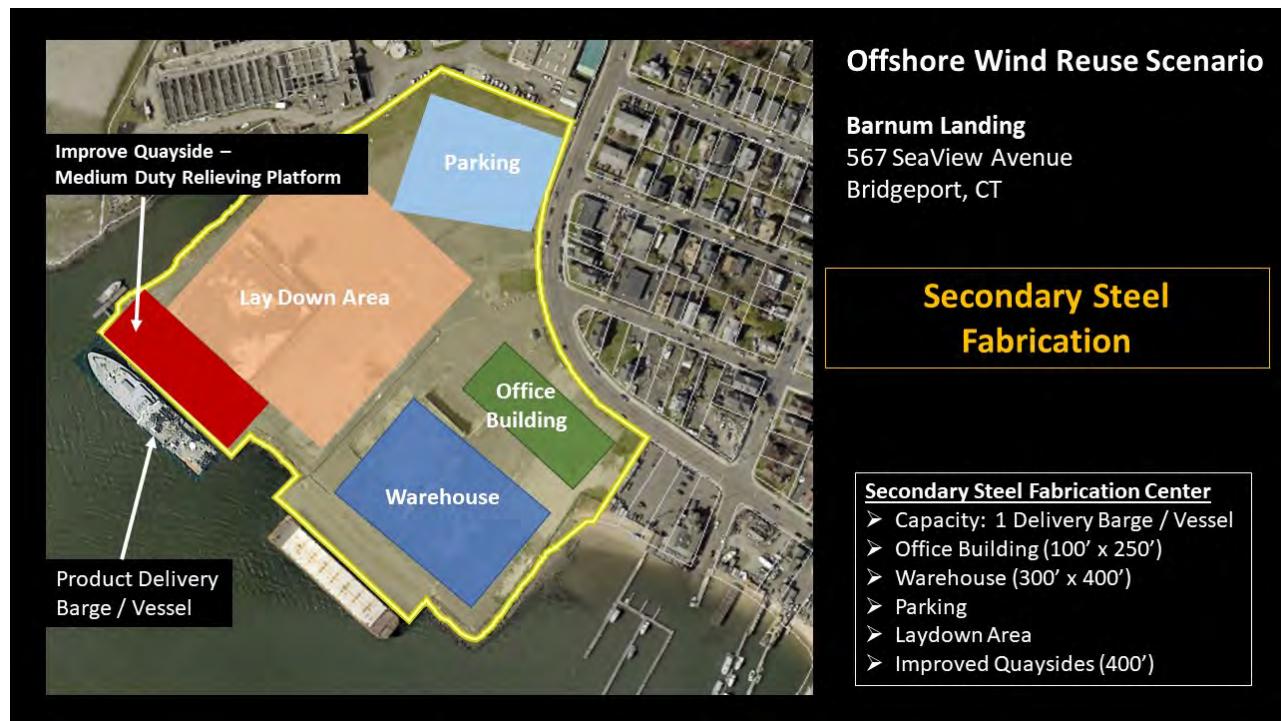 Offshore Wind Reuse Scenario
Barnum Landing
567 SeaView Avenue
Bridgeport, CT
Secondary Steel
Fabrication
Improve Quayside –
Medium Duty Relieving Platform
Parking
Lay Down Area
Office
Building
Warehouse
Product Delivery
Barge / Vessel
Secondary Steel Fabrication Center
➢ Capacity: 1 Delivery Barge / Vessel
➢ Office Building (100’ x 250’)
➢ Warehouse (300’ x 400’)
➢ Parking
➢ Laydown Area
➢ Improved Quaysides (400’)